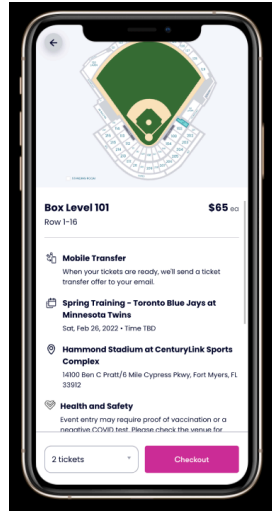 Box Level 101
$65 ea
Row 1-16
Mobile Transfer
When your tickets are ready, we'll send a ticket
transfer offer to your email.
Spring Training - Toronto Blue Jays at
Minnesota Twins
Sat, Feb 26, 2022 • Time TBD
Hammond Stadium at CenturyLink Sports
Complex
14100 Ben C Pratt/6 Mile Cypress Pkwy, Fort Myers, FL
33912
Health and Safety
Event entry may require proof of vaccination or a
negative COVID test. Please check the venue for
2 tickets
Checkout